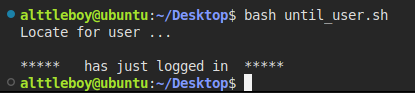 alttleboy@ubuntu:~/Desktop$ bash until_user.sh
Locate for user ...
*****   has just logged in  *****
alttleboy@ubuntu:~/Desktop$